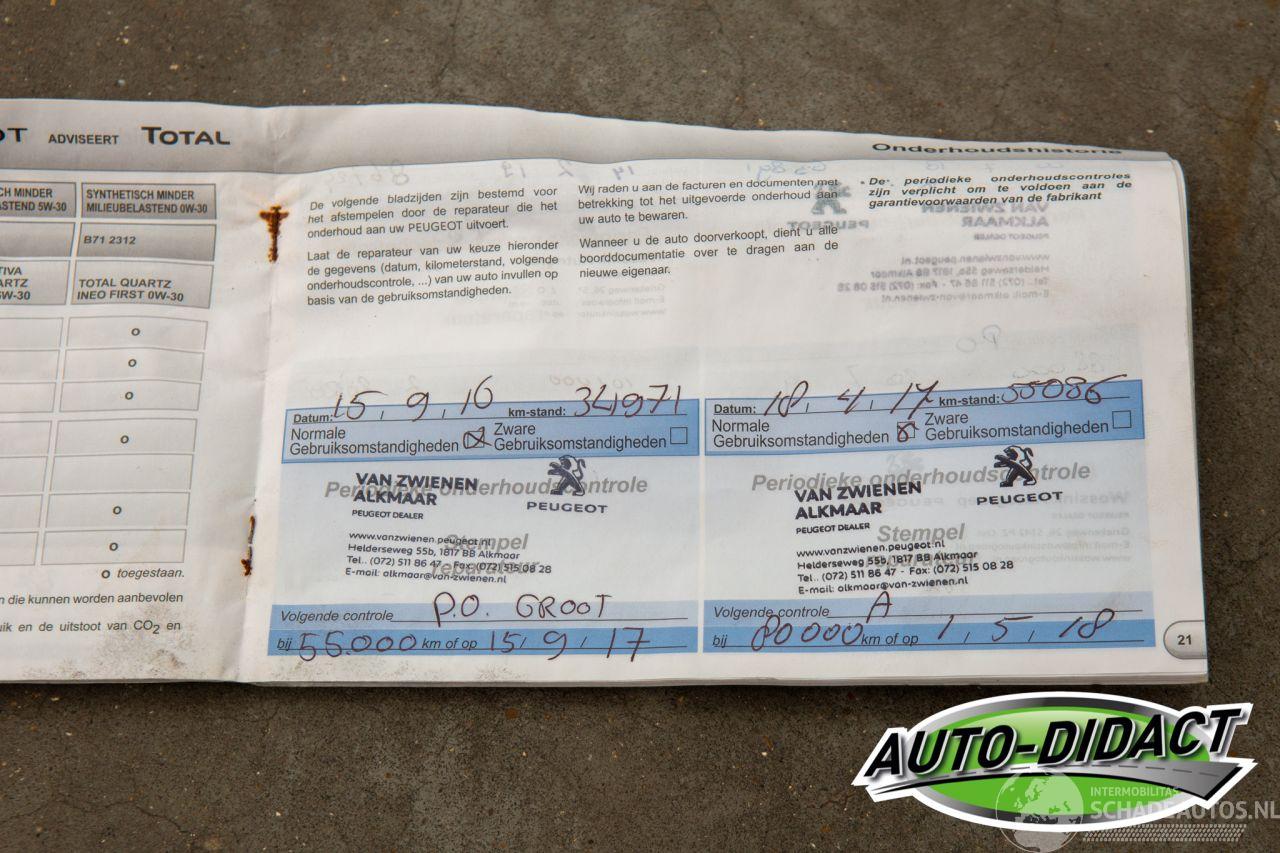 OT ADVISEERT TOTAL
Onderhoudshistorie
CH MINDER
ASTEND 5W-30
SYNTHETISCH MINDER
MILIEUBELASTEND 0W-30
B71 2312
TIVA
ARTZ
5W-30
TOTAL QUARTZ
INEO FIRST 0W-30
o
o
o
o
o
o
o toegestaan.
n die kunnen worden aanbevolen
uik en de uitstoot van CO2 en
De volgende bladzijden zijn bestemd voor
het afstempelen door de reparateur die het
onderhoud aan uw PEUGEOT uitvoert.
Laat de reparateur van uw keuze hieronder
de gegevens (datum, kilometerstand, volgende
onderhoudscontrole, ...) van uw auto invullen op
basis van de gebruiksomstandigheden.
Wij raden u aan de facturen en documenten met
betrekking tot het uitgevoerde onderhoud aan
uw auto te bewaren.
Wanneer u de auto doorverkoopt, dient u alle
boorddocumentatie over te dragen aan de
nieuwe eigenaar.
De periodieke onderhoudscontroles
zijn verplicht om te voldoen aan de
garantievoorwaarden van de fabrikant
Datum: 15, 9, 16 km-stand: 34971
Normale
Gebruiksomstandigheden
Zware
Gebruiksomstandigheden
Periodieke onderhoudscontrole
VAN ZWIENEN
ALKMAAR
PEUGEOT DEALER
PEUGEOT
Stempel
reparateur
www.vanzwienen.peugeot.nl
Helderseweg 55b, 1817 BB Alkmaar
Tel.. (072) 511 86 47 - Fax: (072) 515 08 28
E-mail: alkmaar@van-zwienen.nl
Volgende controle P.O. GROOT
bij 55.000 km of op 15, 9, 17
Datum: 18, 4, 17 km-stand: 55086
Normale
Gebruiksomstandigheden
Zware
Gebruiksomstandigheden
Periodieke onderhoudscontrole
VAN ZWIENEN
ALKMAAR
PEUGEOT DEALER
PEUGEOT
Stempel
www.vanzwienen.peugeot.nl
Helderseweg 55b, 1817 BB Alkmaar
Tel.. (072) 511 86 47 - Fax: (072) 515 08 28
E-mail: alkmaar@van-zwienen.nl
Volgende controle A
bij 80000 km of op 1, 5, 18
21
AUTO-DIDACT
INTERMOBILITAS
SCHADEAUTOS.NL